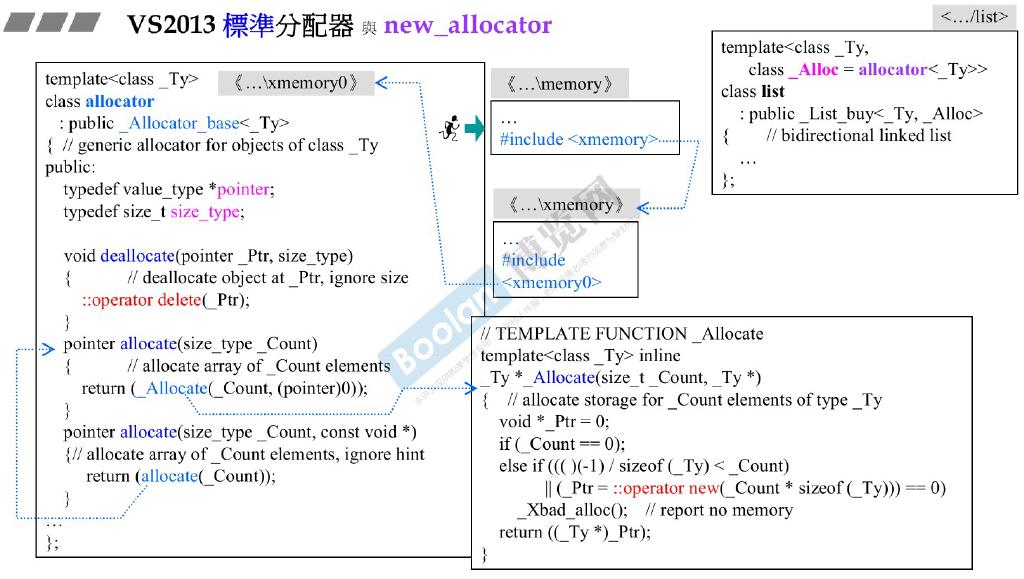 VS2013 標準分配器 與 new_allocator
<…/list>
template<class _Ty,
class _Alloc = allocator<_Ty>>
class list
: public _List_buy<_Ty, _Alloc>
{ // bidirectional linked list
…
};
《…\xmemory0》
template<class _Ty>
class allocator
: public _Allocator_base<_Ty>
{ // generic allocator for objects of class _Ty
public:
typedef value_type *pointer;
typedef size_t size_type;
void deallocate(pointer _Ptr, size_type)
{ // deallocate object at _Ptr, ignore size
::operator delete(_Ptr);
}
pointer allocate(size_type _Count)
{ // allocate array of _Count elements
return (_Allocate(_Count, (pointer)0));
}
pointer allocate(size_type _Count, const void *)
{// allocate array of _Count elements, ignore hint
return (allocate(_Count));
}
…
};
《…\memory》
…
#include <xmemory>
《…\xmemory》
…
#include
<xmemory0>
// TEMPLATE FUNCTION _Allocate
template<class _Ty> inline
_Ty *_Allocate(size_t _Count, _Ty *)
{ // allocate storage for _Count elements of type _Ty
void *_Ptr = 0;
if (_Count == 0);
else if ((( )(-1) / sizeof (_Ty) < _Count)
|| (_Ptr = ::operator new(_Count * sizeof (_Ty))) == 0)
_Xbad_alloc(); // report no memory
return ((_Ty *)_Ptr);
}
Boolan
博览网